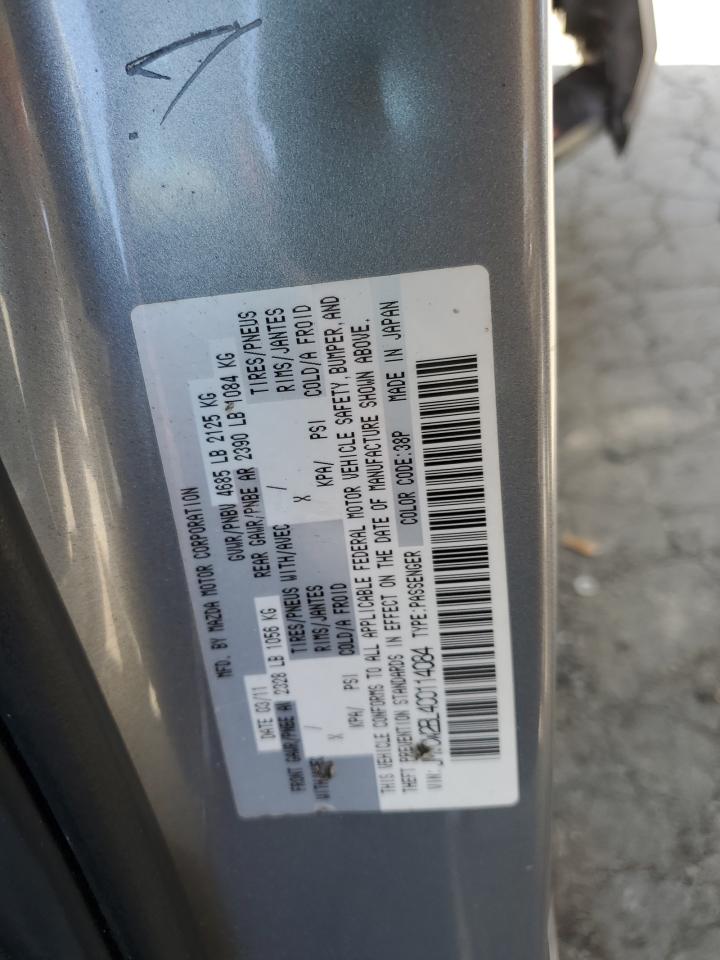 MFD. BY MAZDA MOTOR CORPORATION
DATE 03/11 GVWR/PNBV 4685 LB 2125 KG
FRONT GAWR/PNBE AV 2328 LB 1056 KG REAR GAWR/PNBE AR 2390 LB 1084 KG
WITH/AVEC TIRES/PNEUS WITH/AVEC TIRES/PNEUS
/ RIMS/JANTES / RIMS/JANTES
X KPA/ PSI COLD/A FROID X KPA/ PSI COLD/A FROID
THIS VEHICLE CONFORMS TO ALL APPLICABLE FEDERAL MOTOR VEHICLE SAFETY, BUMPER, AND
THEFT PREVENTION STANDARDS IN EFFECT ON THE DATE OF MANUFACTURE SHOWN ABOVE.
VIN: TYPE:PASSENGER COLOR CODE:38P MADE IN JAPAN